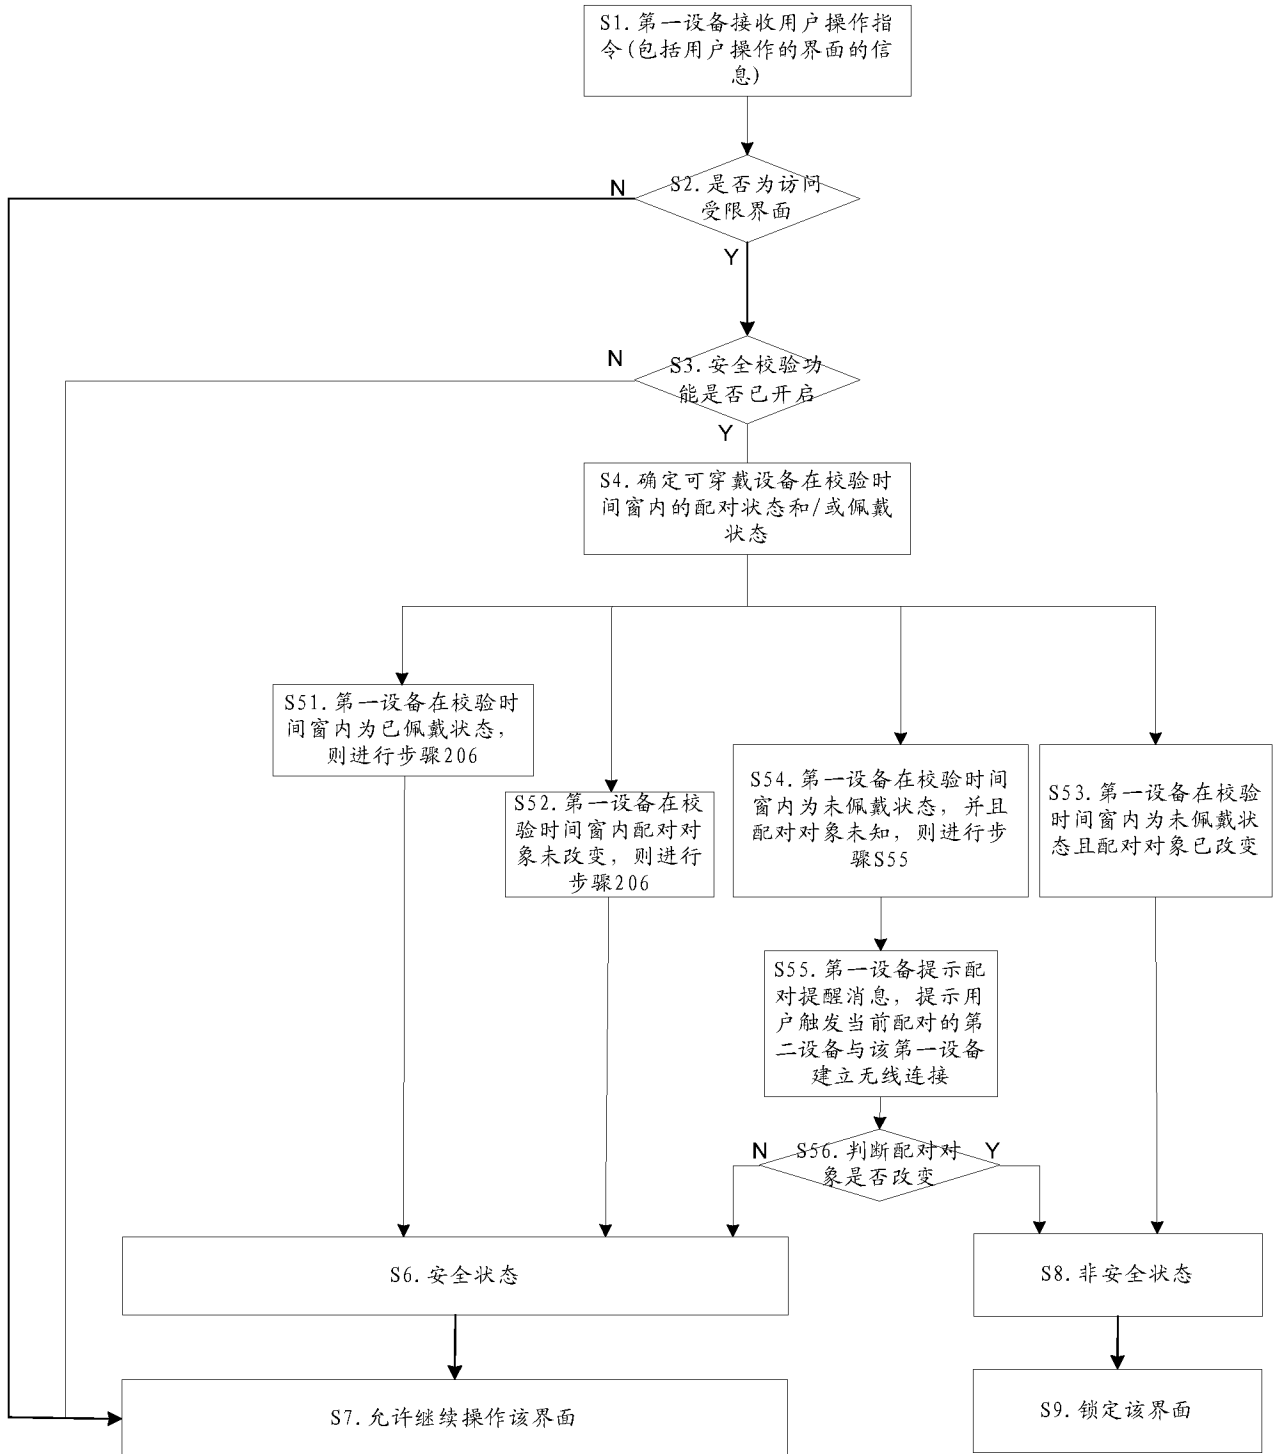 S1.第一设备接收用户操作指
令(包括用户操作的界面的信
息)
N
S2.是否为访问
受限界面
Y
N
S3.安全校验功
能是否已开启
Y
S4.确定可穿戴设备在校验时
间窗内的配对状态和/或佩戴
状态
S51.第一设备在校验时
间窗内为已佩戴状态，
则进行步骤206
S52.第一设备在校
验时间窗内配对对
象未改变，则进行
步骤206
S54.第一设备在校验时间
窗内为未佩戴状态，并且
配对对象未知，则进行步
骤S55
S53.第一设备在校验
时间窗内为未佩戴状
态且配对对象已改变
S55.第一设备提示配
对提醒消息，提示用
户触发当前配对的第
二设备与该第一设备
建立无线连接
N
S56.判断配对对
象是否改变
Y
S6.安全状态
S8.非安全状态
S7.允许继续操作该界面
S9.锁定该界面